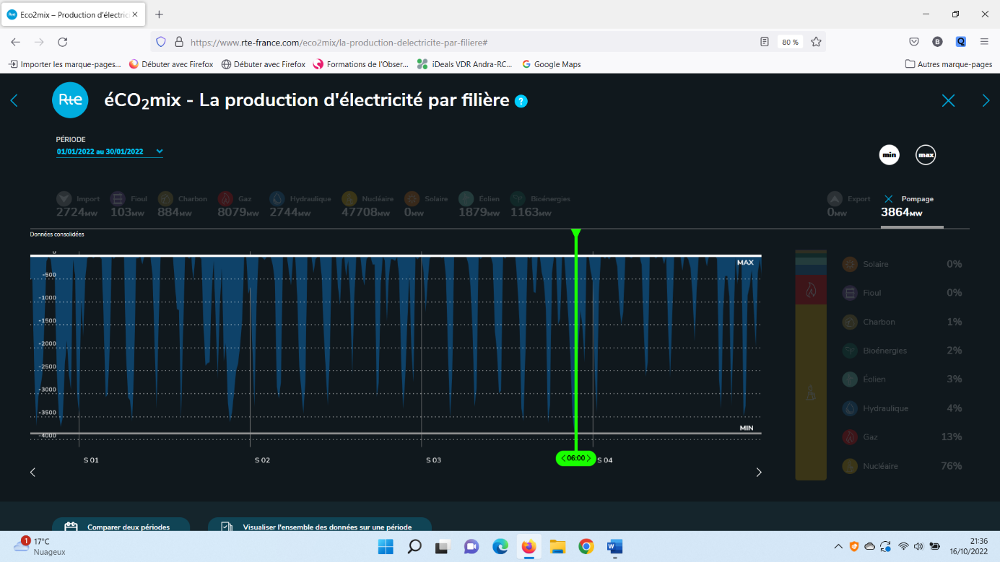 Eco2mix – Production d'électric
https://www.rte-france.com/eco2mix/la-production-delectricite-par-filiere#
80 %
B
Q
Importer les marque-pages...
Débuter avec Firefox
Débuter avec Firefox
Formations de l'Obser...
iDeals VDR Andra-RC...
Google Maps
Autres marque-pages
Rte
éCO2mix - La production d'électricité par filière ?
PÉRIODE
01/01/2022 au 30/01/2022
min
max
Import
2724MW
Fioul
103MW
Charbon
884MW
Gaz
8079MW
Hydraulique
2744MW
Nucléaire
47708MW
Solaire
0MW
Eolien
1879MW
Bioénergies
1163MW
Export
0MW
Pompage
3864MW
Données consolidées
0
-500
-1000
-1500
-2000
-2500
-3000
-3500
-4000
MAX
MIN
S 01
S 02
S 03
06:00
S 04
Solaire 0%
Fioul 0%
Charbon 1%
Bioénergies 2%
Éolien 3%
Hydraulique 4%
Gaz 13%
Nucléaire 76%
Comparer deux périodes
Visualiser l'ensemble des données sur une période
1
17°C
Nuageux
21:36
16/10/2022